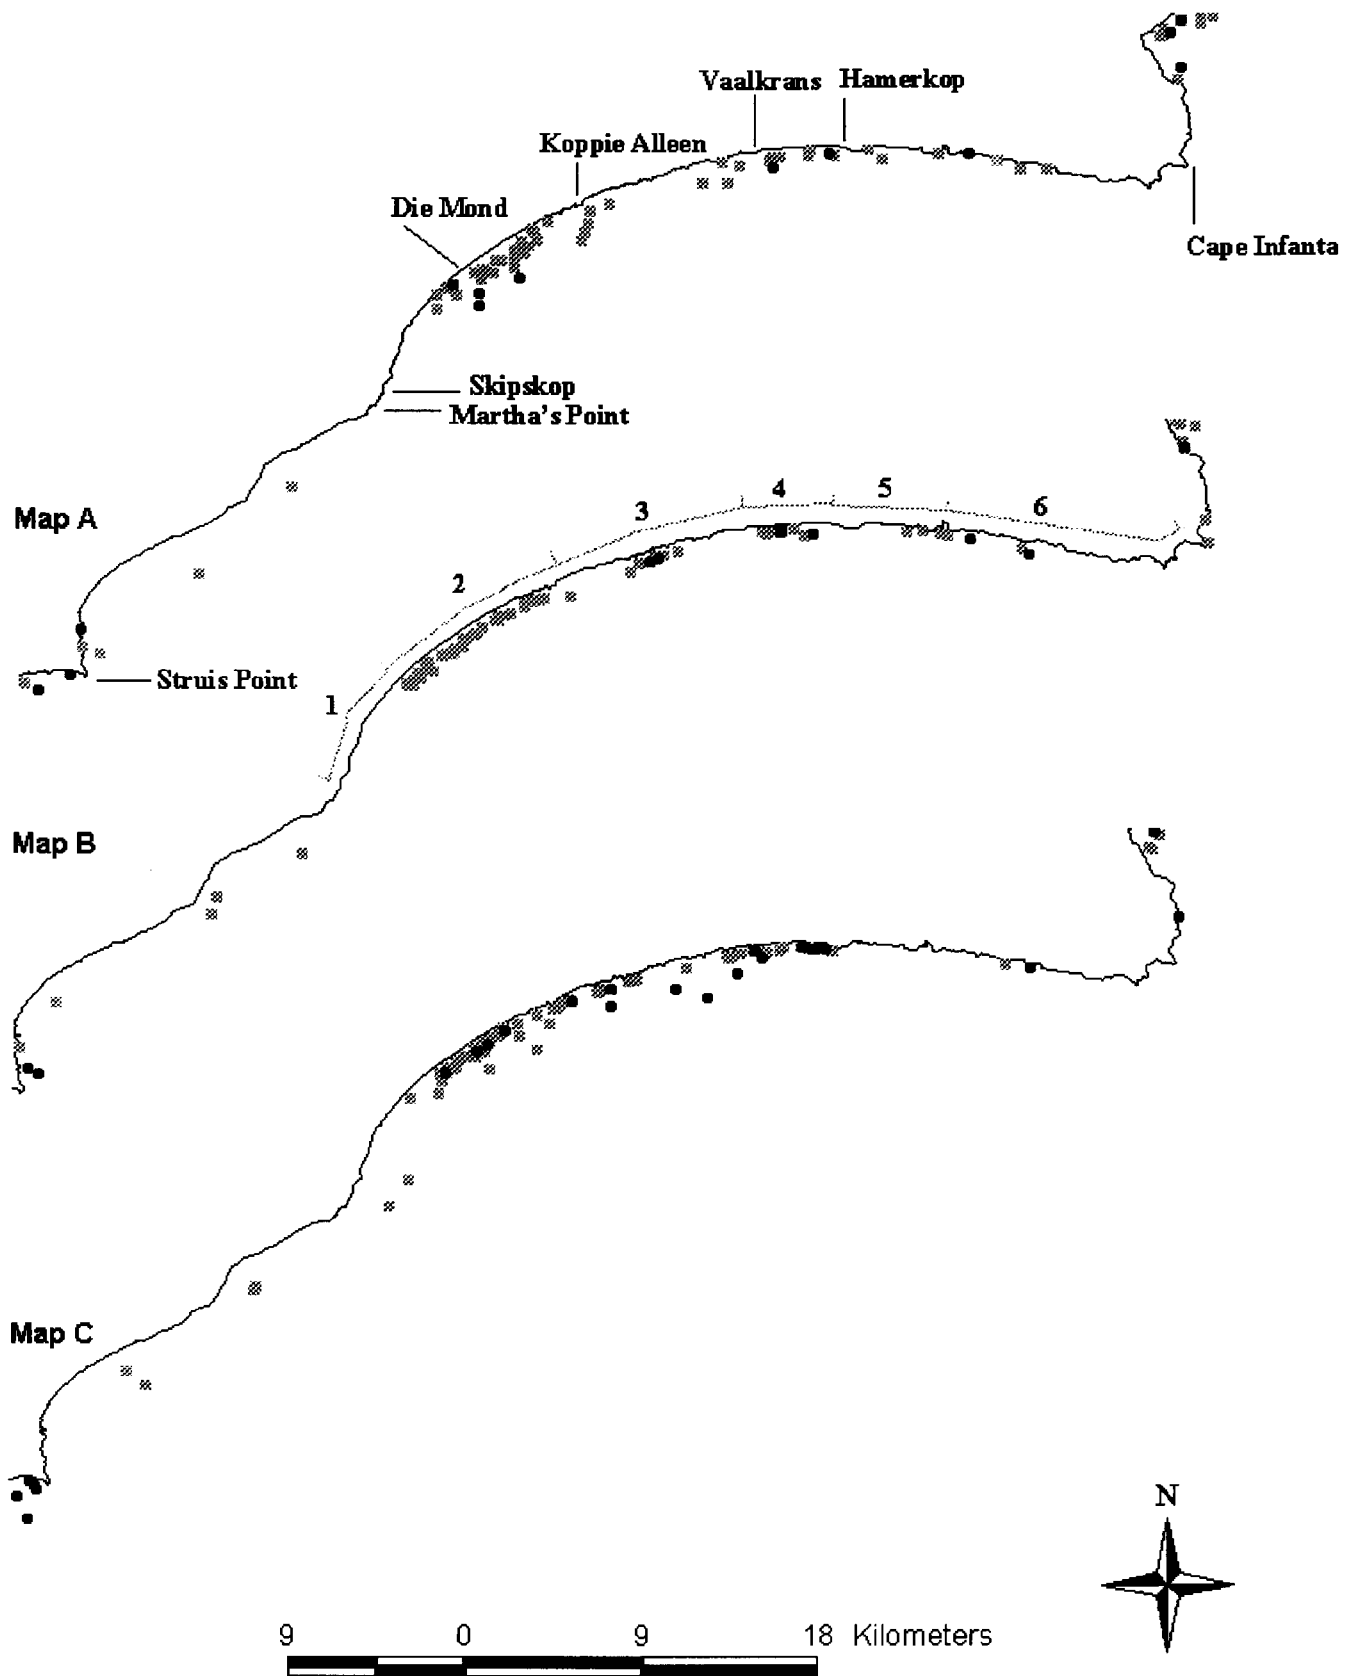 Vaalkrans Hamerkop
Koppie Alleen
Die Mond
Cape Infanta
Skipskop
Martha's Point
Map A
4
5
3
6
2
Struis Point
1
Map B
Map C
N
9 0 9 18 Kilometers